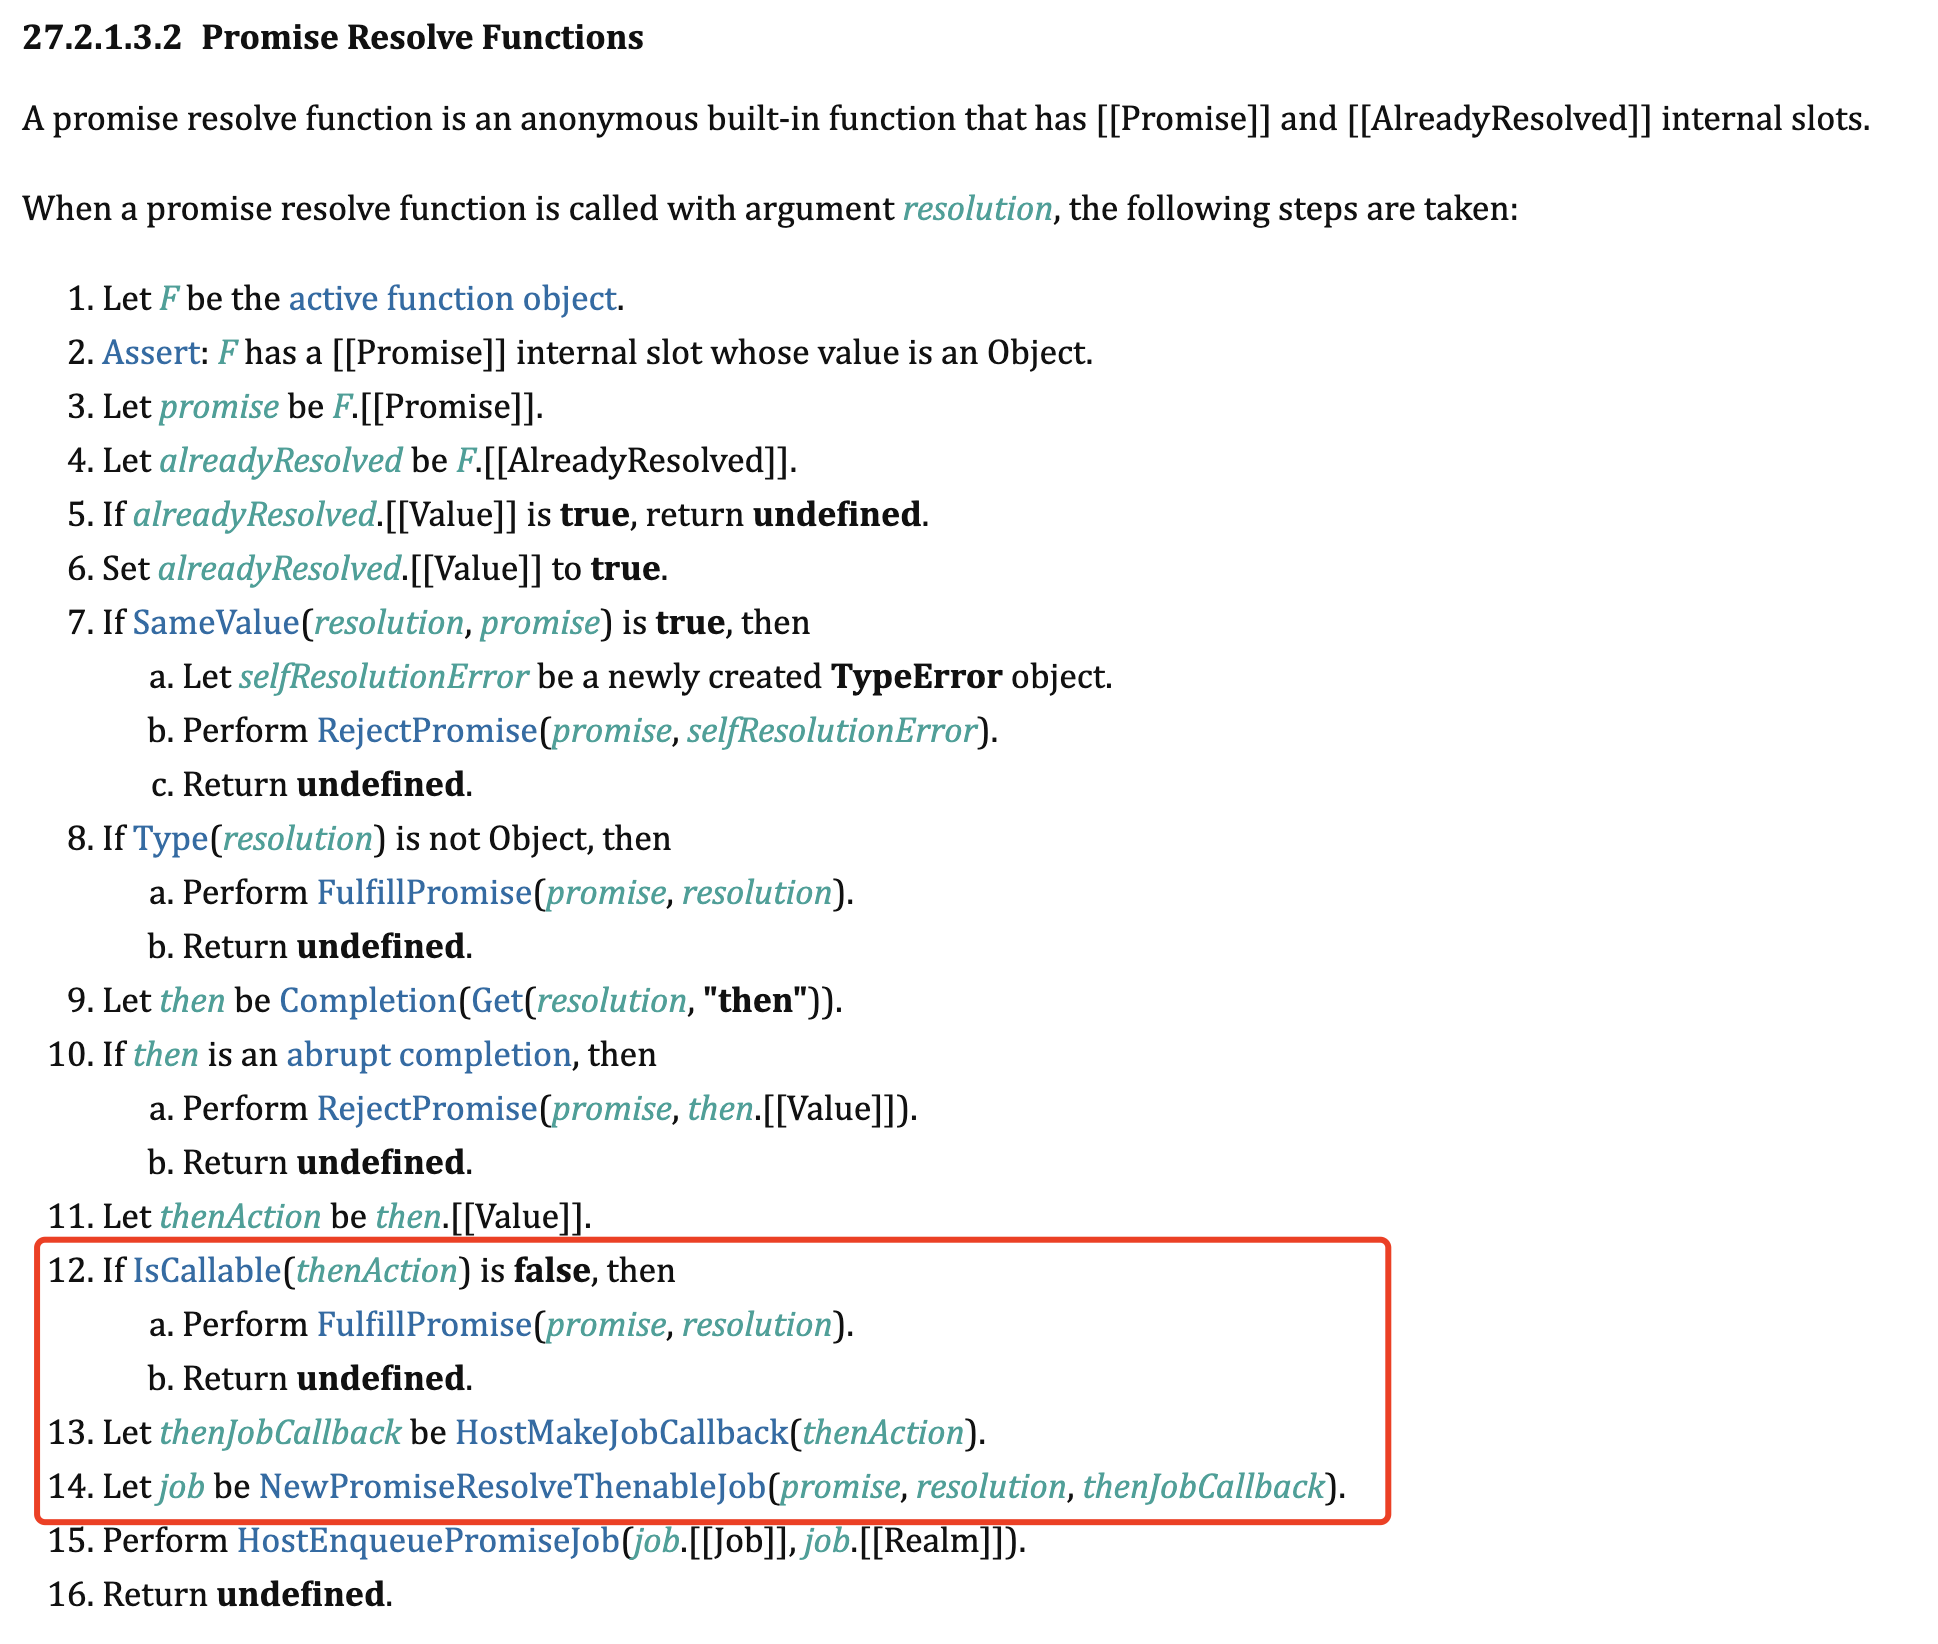 27.2.1.3.2 Promise Resolve Functions
A promise resolve function is an anonymous built-in function that has [[Promise]] and [[AlreadyResolved]] internal slots.
When a promise resolve function is called with argument resolution, the following steps are taken:
1. Let F be the active function object.
2. Assert: F has a [[Promise]] internal slot whose value is an Object.
3. Let promise be F.[[Promise]].
4. Let alreadyResolved be F.[[AlreadyResolved]].
5. If alreadyResolved.[[Value]] is true, return undefined.
6. Set alreadyResolved.[[Value]] to true.
7. If SameValue(resolution, promise) is true, then
a. Let selfResolutionError be a newly created TypeError object.
b. Perform RejectPromise(promise, selfResolutionError).
c. Return undefined.
8. If Type(resolution) is not Object, then
a. Perform FulfillPromise(promise, resolution).
b. Return undefined.
9. Let then be Completion(Get(resolution, "then")).
10. If then is an abrupt completion, then
a. Perform RejectPromise(promise, then.[[Value]]).
b. Return undefined.
11. Let thenAction be then.[[Value]].
12. If IsCallable(thenAction) is false, then
a. Perform FulfillPromise(promise, resolution).
b. Return undefined.
13. Let thenJobCallback be HostMakeJobCallback(thenAction).
14. Let job be NewPromiseResolveThenableJob(promise, resolution, thenJobCallback).
15. Perform HostEnqueuePromiseJob(job.[[Job]], job.[[Realm]]).
16. Return undefined.